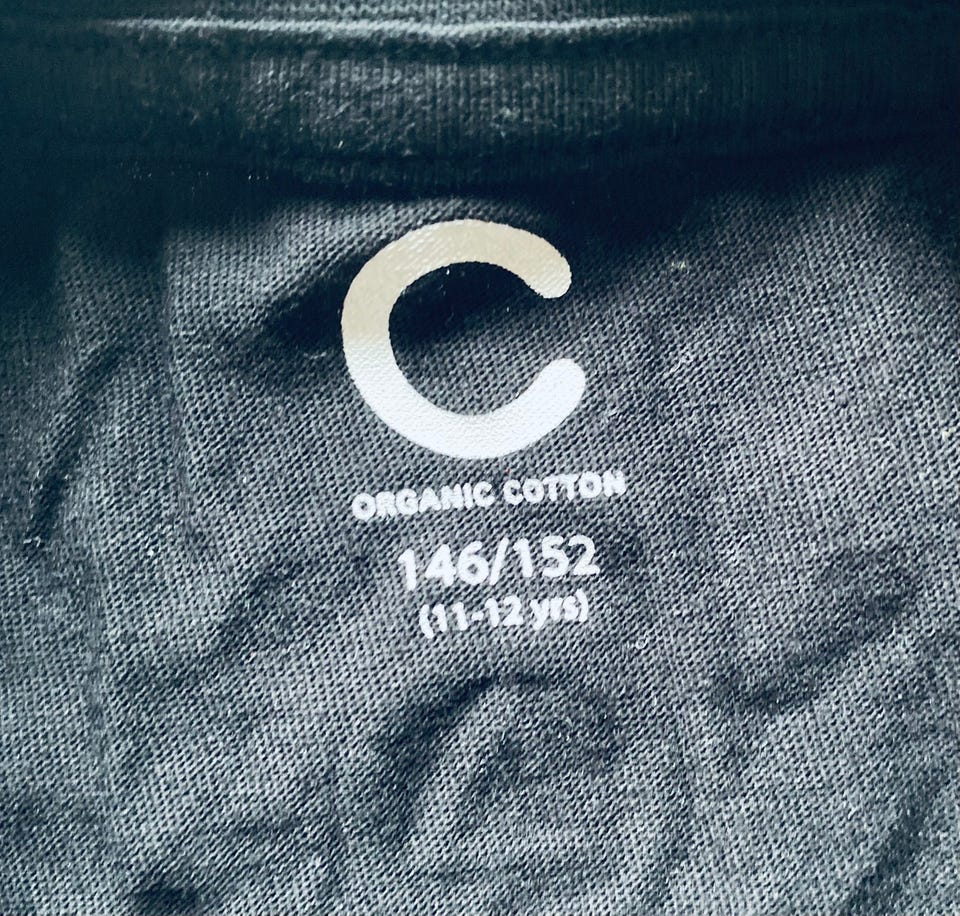 C
ORGANIC COTTON
146/152
(11-12 yrs)